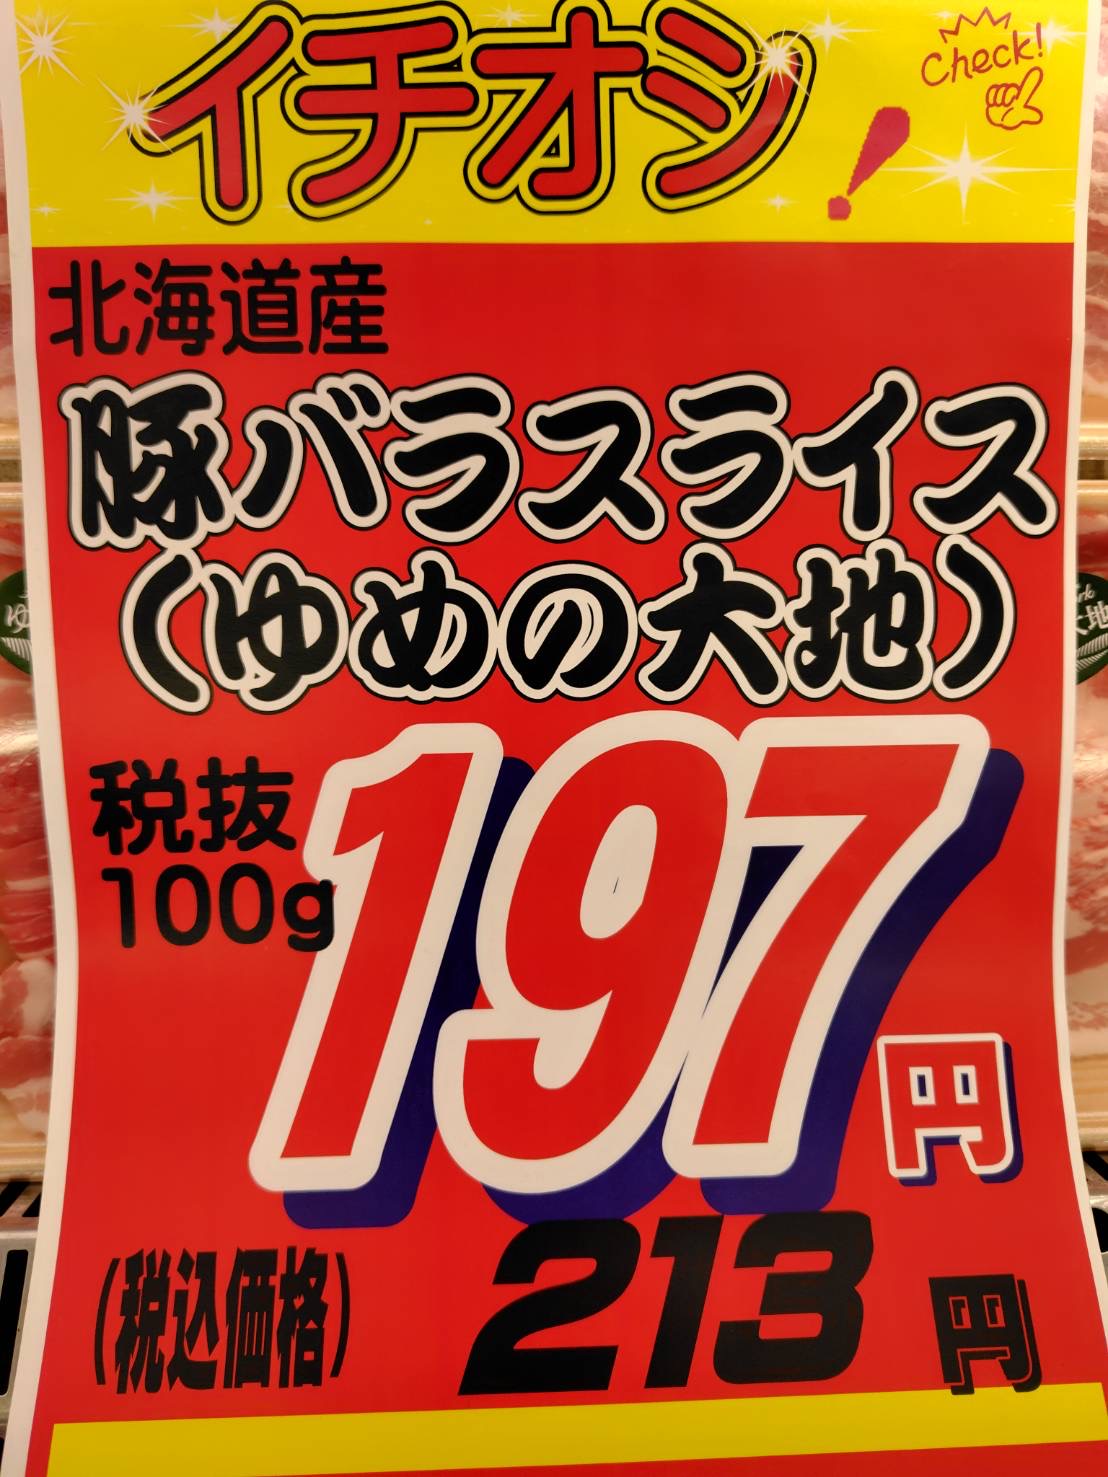 イチオシ!
Check!
北海道産
豚バラスライス
(ゆめの大地)
税抜
100g
197円
(税込価格) 213円